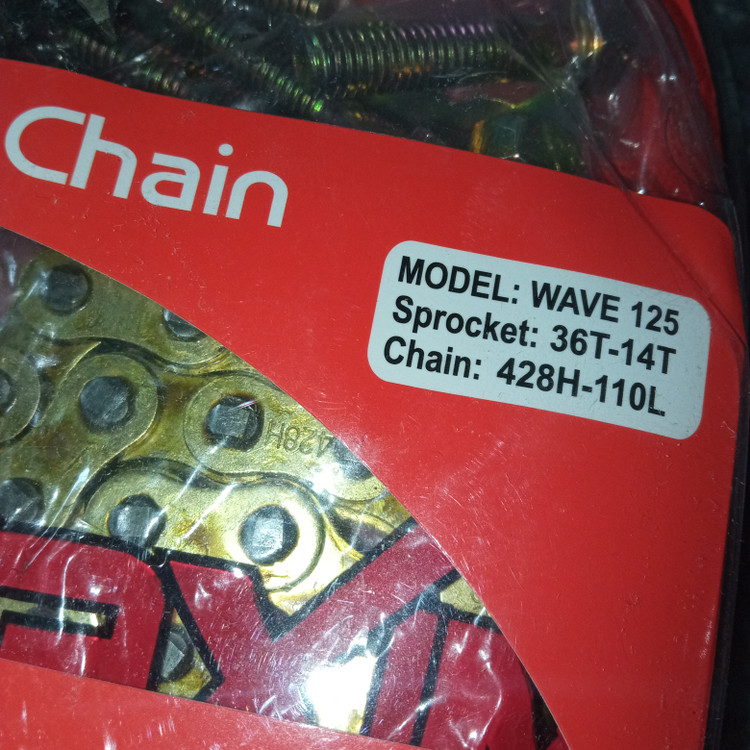 Chain
MODEL: WAVE 125
Sprocket: 36T-14T
Chain: 428H-110L
428H